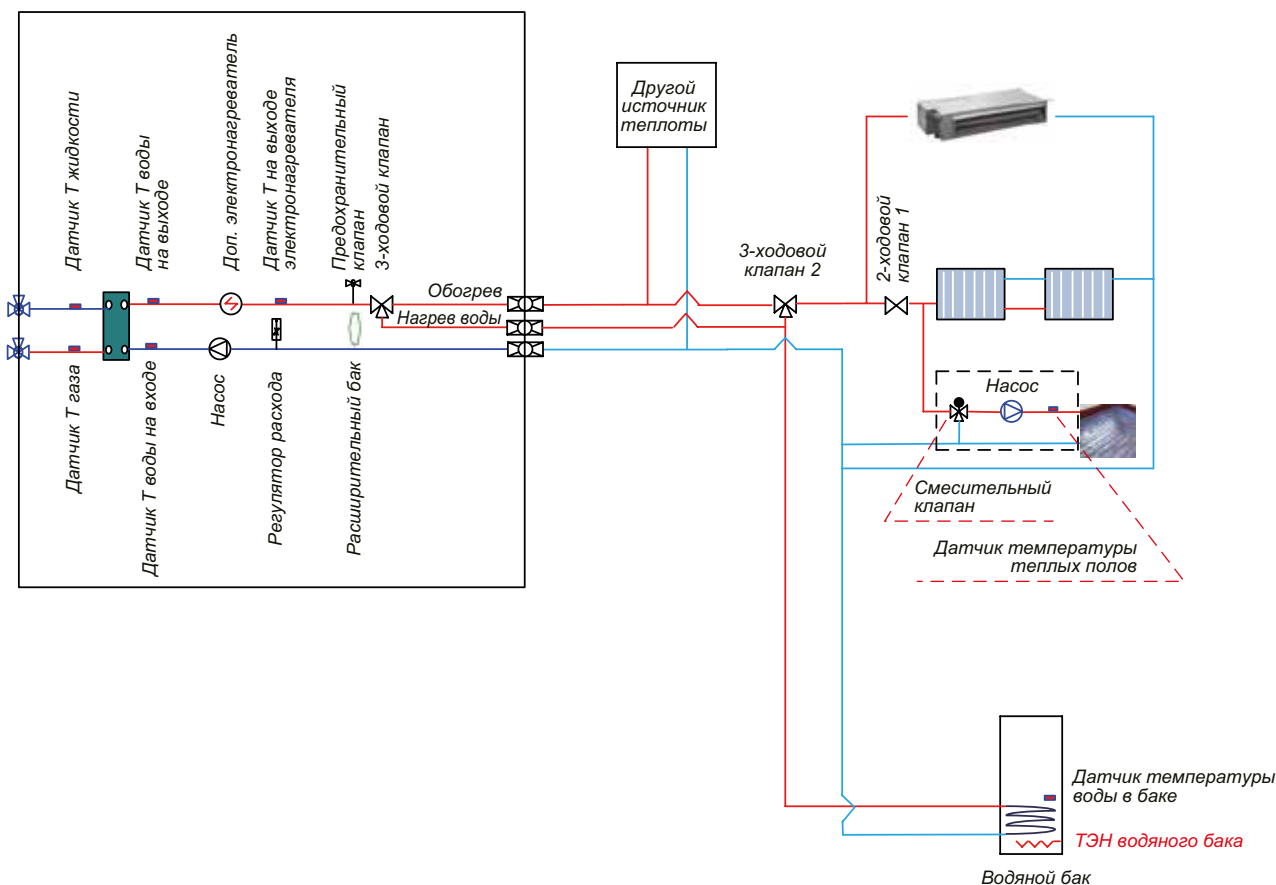 Датчик Т жидкости
Датчик Т воды
на выходе
Доп. электронагреватель
Датчик Т на выходе
электронагревателя
Предохранительный
клапан
3-ходовой клапан
Обогрев
Нагрев воды
Датчик Т газа
Датчик Т воды на входе
Насос
Регулятор расхода
Расширительный бак
Другой
источник
теплоты
3-ходовой
клапан 2
2-ходовой
клапан 1
Насос
Смесительный
клапан
Датчик температуры
теплых полов
Датчик температуры
воды в баке
ТЭН водяного бака
Водяной бак